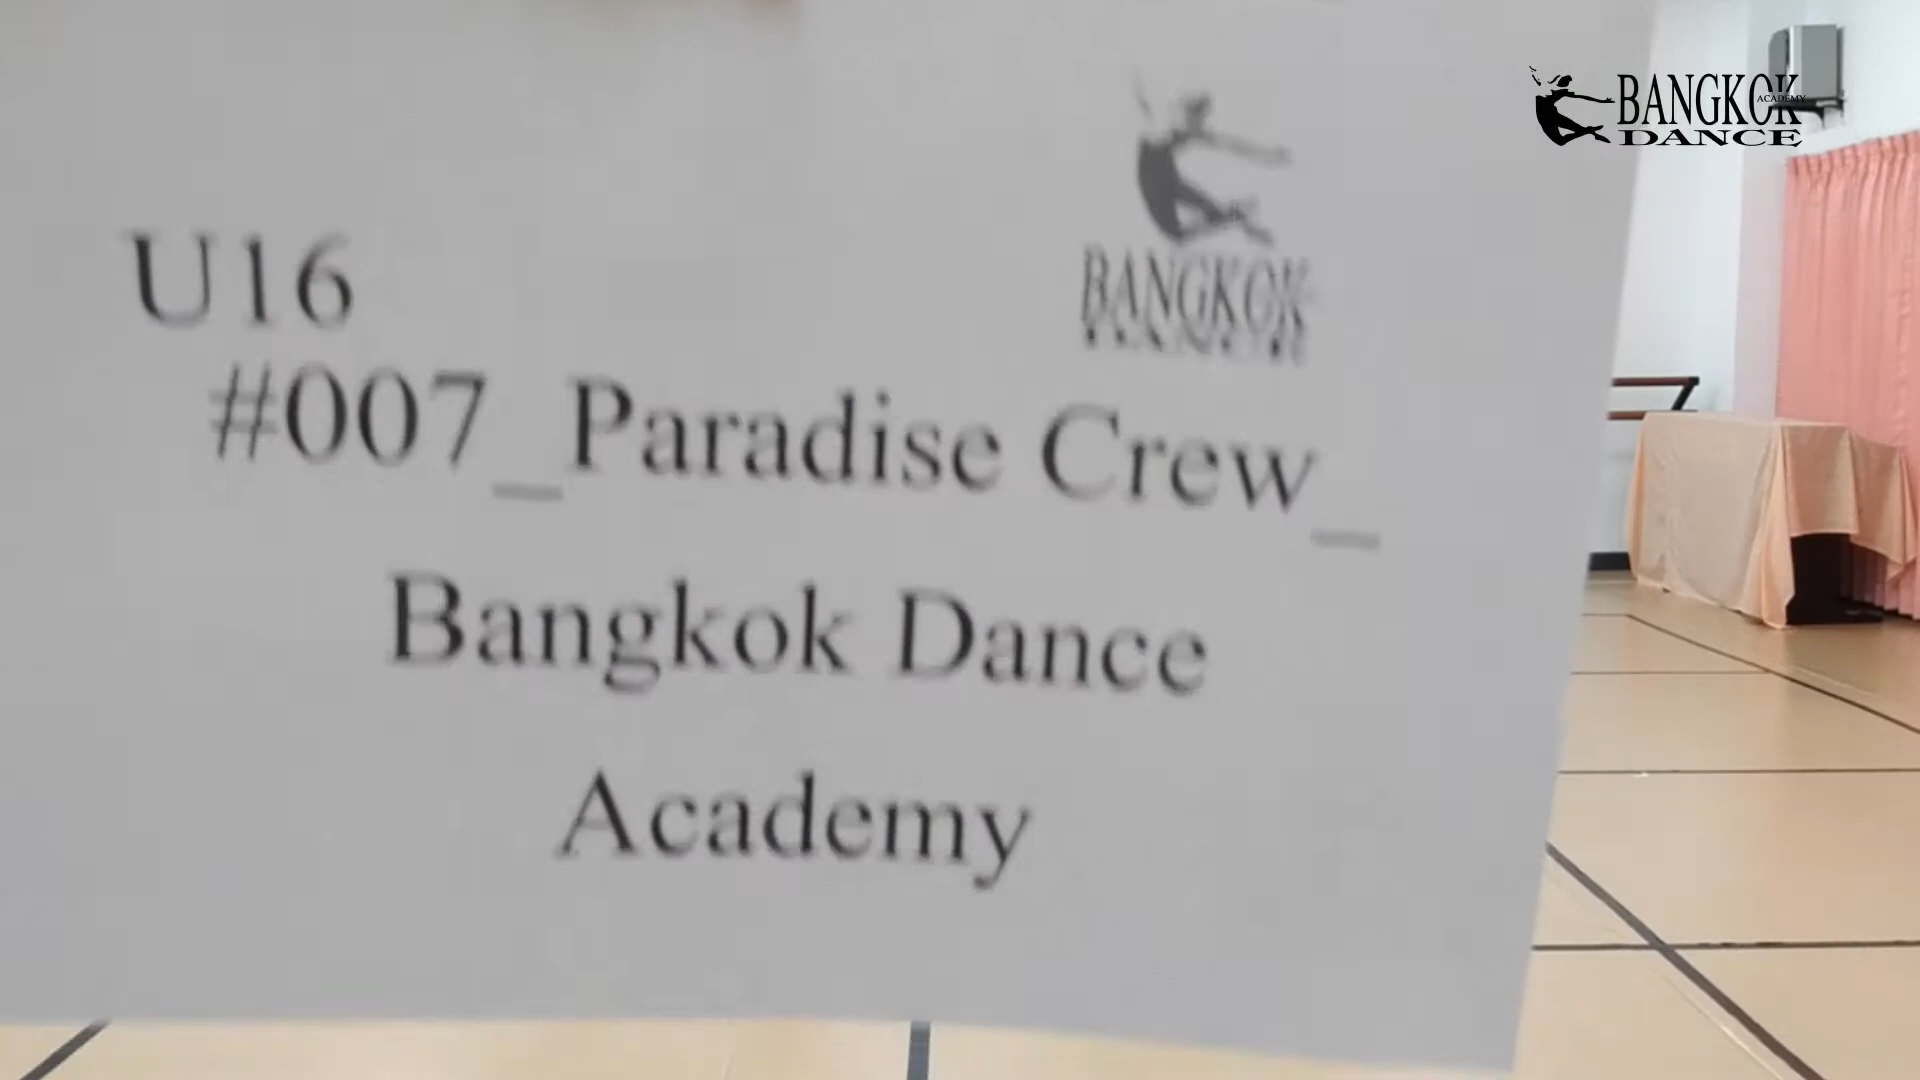 BANGKOK
ACADEMY
DANCE
BANGKOK
U16
#007_Paradise Crew_
Bangkok Dance
Academy